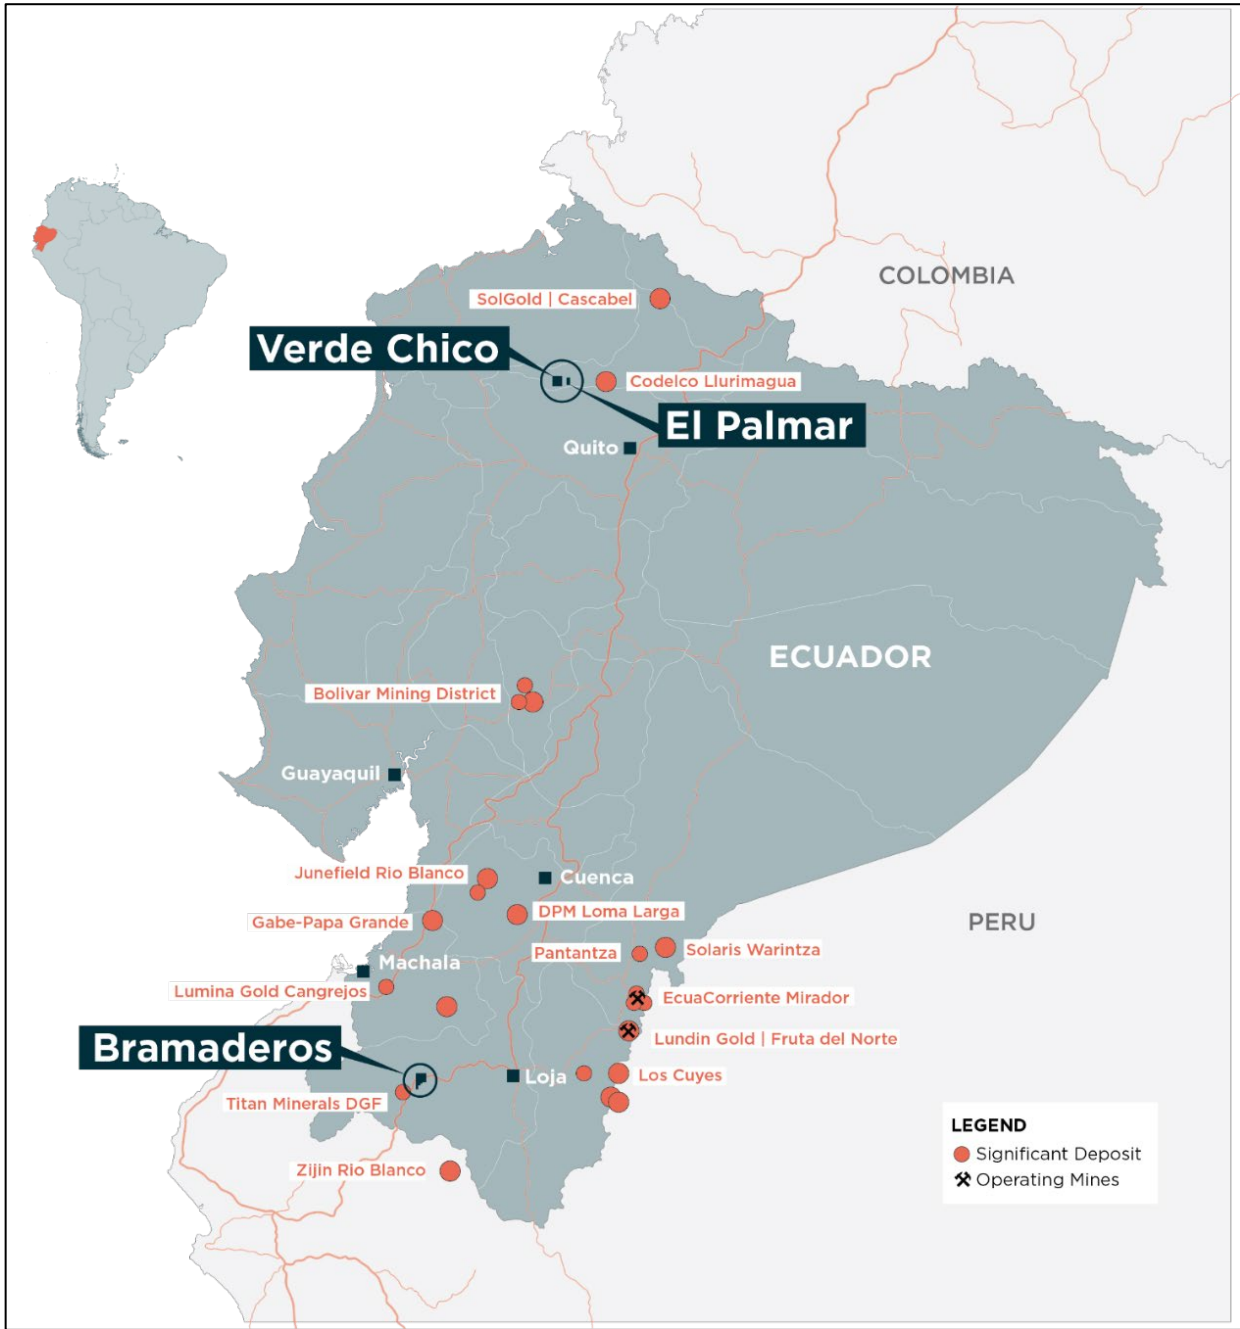 COLOMBIA
SolGold | Cascabel
Verde Chico
Codelco Llurimagua
El Palmar
Quito
ECUADOR
Bolivar Mining District
Guayaquil
Junefield Rio Blanco
Cuenca
DPM Loma Larga
Gabe-Papa Grande
PERU
Pantantza
Solaris Warintza
Machala
Lumina Gold Cangrejos
EcuaCorriente Mirador
Lundin Gold | Fruta del Norte
Bramaderos
Loja
Los Cuyes
Titan Minerals DGF
LEGEND
Significant Deposit
Operating Mines
Zijin Rio Blanco